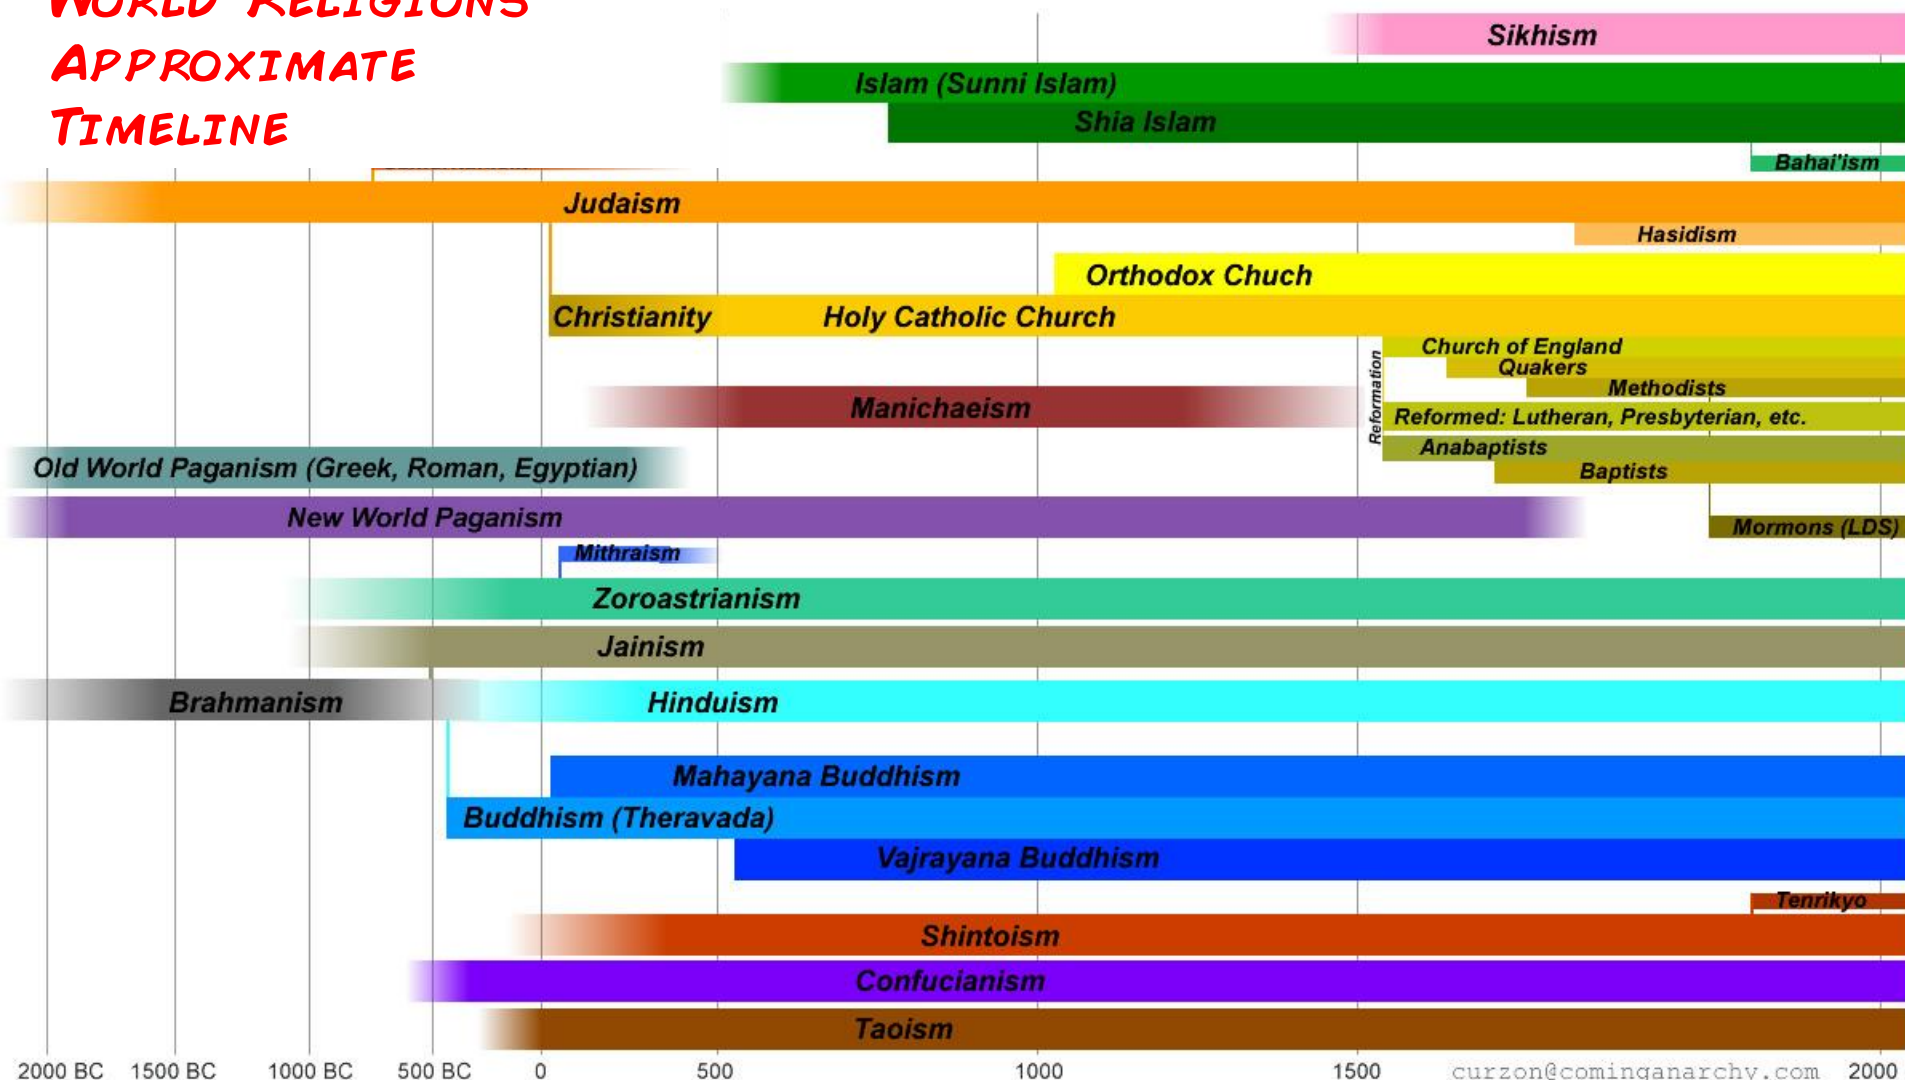 WORLD RELIGIONS
APPROXIMATE
TIMELINE
Sikhism
Islam (Sunni Islam)
Shia Islam
Bahai'ism
Judaism
Hasidism
Orthodox Chuch
Christianity Holy Catholic Church
Reformation
Church of England
Quakers
Methodists
Manichaeism
Reformed: Lutheran, Presbyterian, etc.
Anabaptists
Old World Paganism (Greek, Roman, Egyptian)
Baptists
New World Paganism
Mormons (LDS)
Mithraism
Zoroastrianism
Jainism
Brahmanism Hinduism
Mahayana Buddhism
Buddhism (Theravada)
Vajrayana Buddhism
Tenrikyo
Shintoism
Confucianism
Taoism
2000 BC 1500 BC 1000 BC 500 BC 0 500 1000 1500 curzon@cominganarchy.com 2000